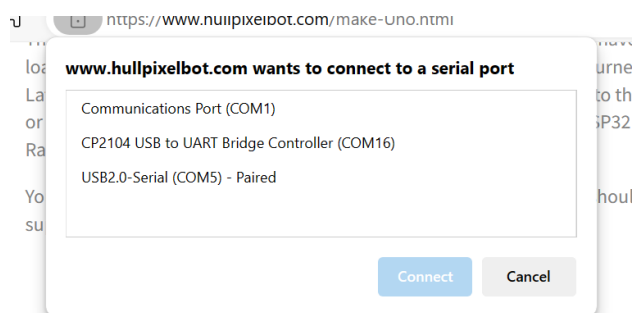 https://www.hullpixelbot.com/make-Uno.html
www.hullpixelbot.com wants to connect to a serial port
Communications Port (COM1)
CP2104 USB to UART Bridge Controller (COM16)
USB2.0-Serial (COM5) - Paired
Connect
Cancel